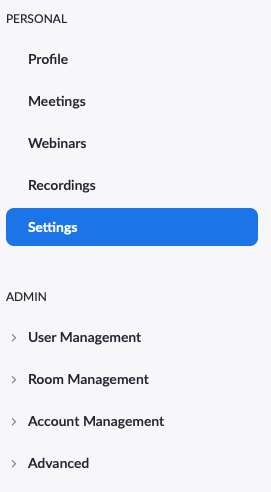 PERSONAL
Profile
Meetings
Webinars
Recordings
Settings
ADMIN
User Management
Room Management
Account Management
Advanced